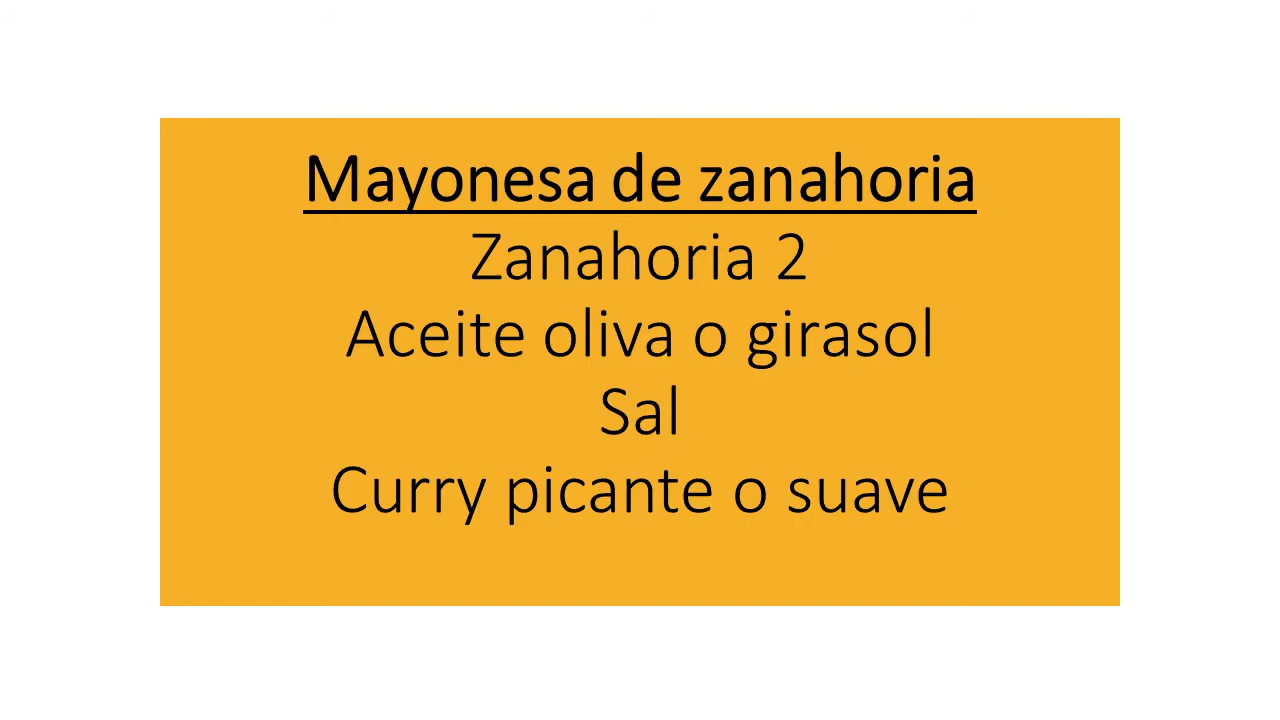 Mayonesa de zanahoria
Zanahoria 2
Aceite oliva o girasol
Sal
Curry picante o suave